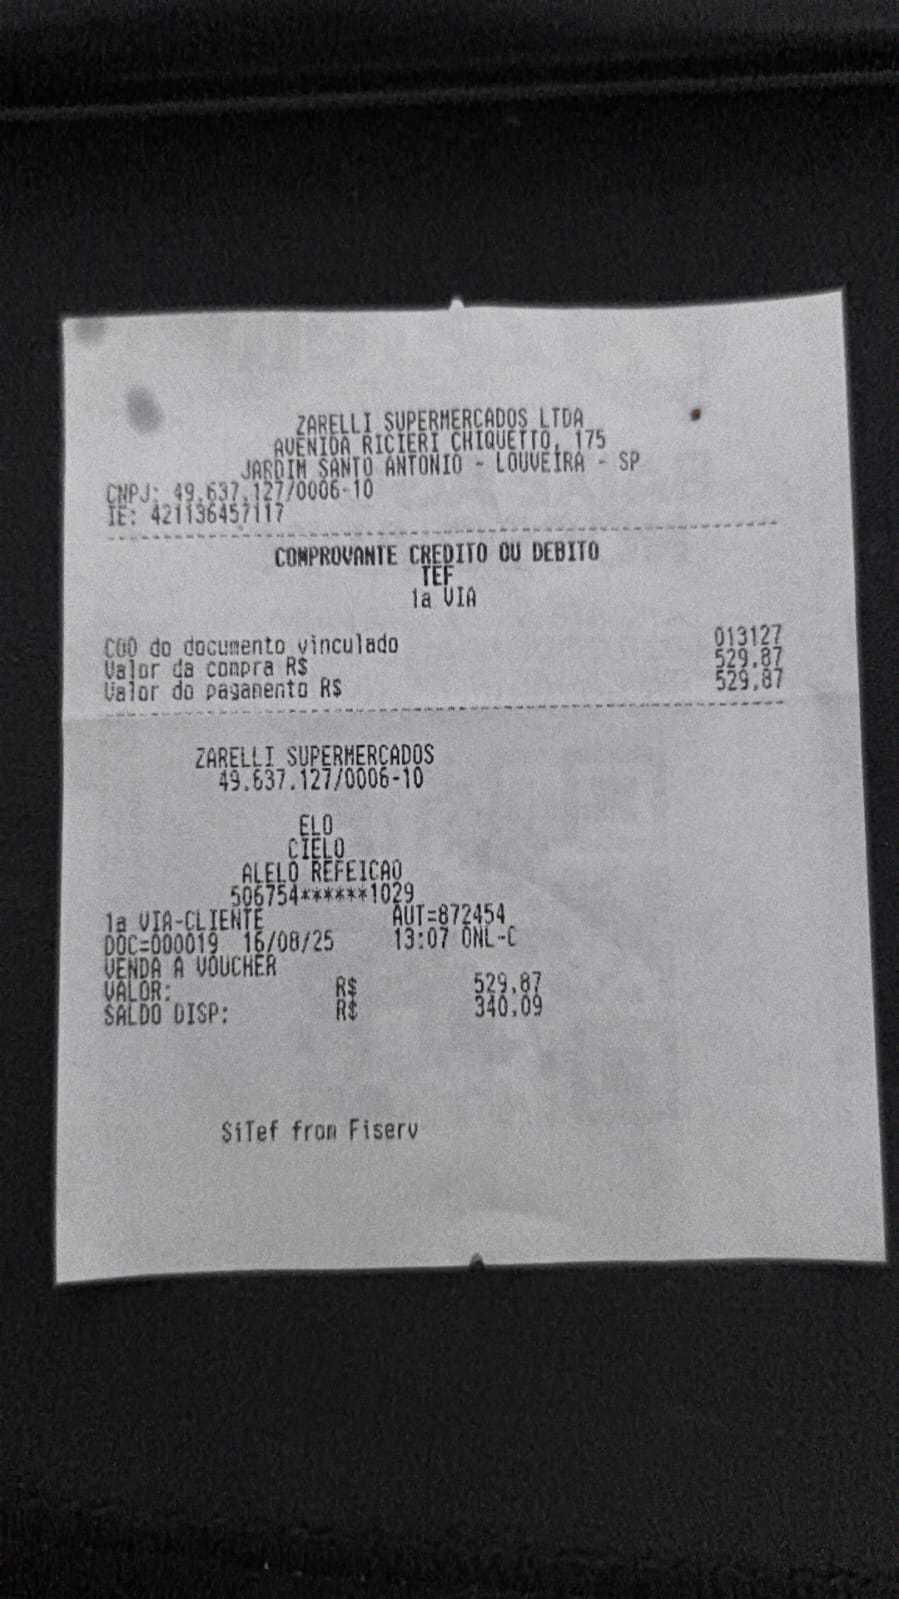 ZARELLI SUPERMERCADOS LTDA
AVENIDA RICIERI CHIQUETTO, 175
JARDIM SANTO ANTONIO - LOUVEIRA - SP
CNPJ: 49.637.127/0006-10
IE: 421136457117
COMPROVANTE CREDITO OU DEBITO
TEF
1a VIA
COO do documento vinculado 013127
Valor da compra R$ 529,87
Valor do pagamento R$ 529,87
ZARELLI SUPERMERCADOS
49.637.127/0006-10
ELO
CIELO
ALELO REFEICAO
506754******1029
1a VIA-CLIENTE AUT=872454
DOC=000019 16/08/25 13:07 ONL-C
VENDA A VOUCHER
VALOR: R$ 529,87
SALDO DISP: R$ 340,09
SiTef from Fiserv